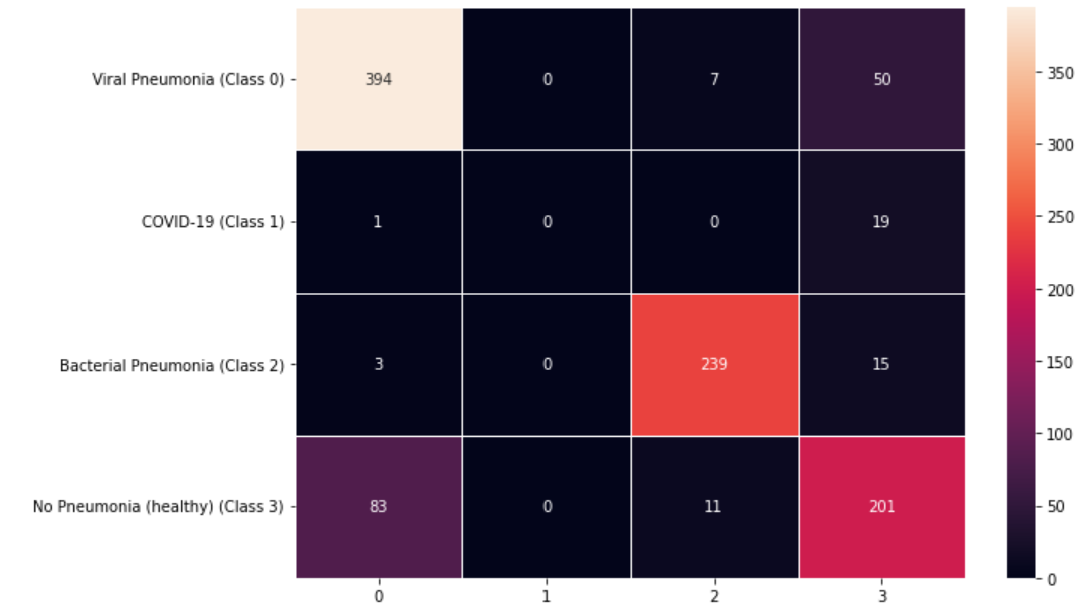 Viral Pneumonia (Class 0)
394 0 7 50
COVID-19 (Class 1)
1 0 0 19
Bacterial Pneumonia (Class 2)
3 0 239 15
No Pneumonia (healthy) (Class 3)
83 0 11 201
0 1 2 3
350
300
250
200
150
100
50
0